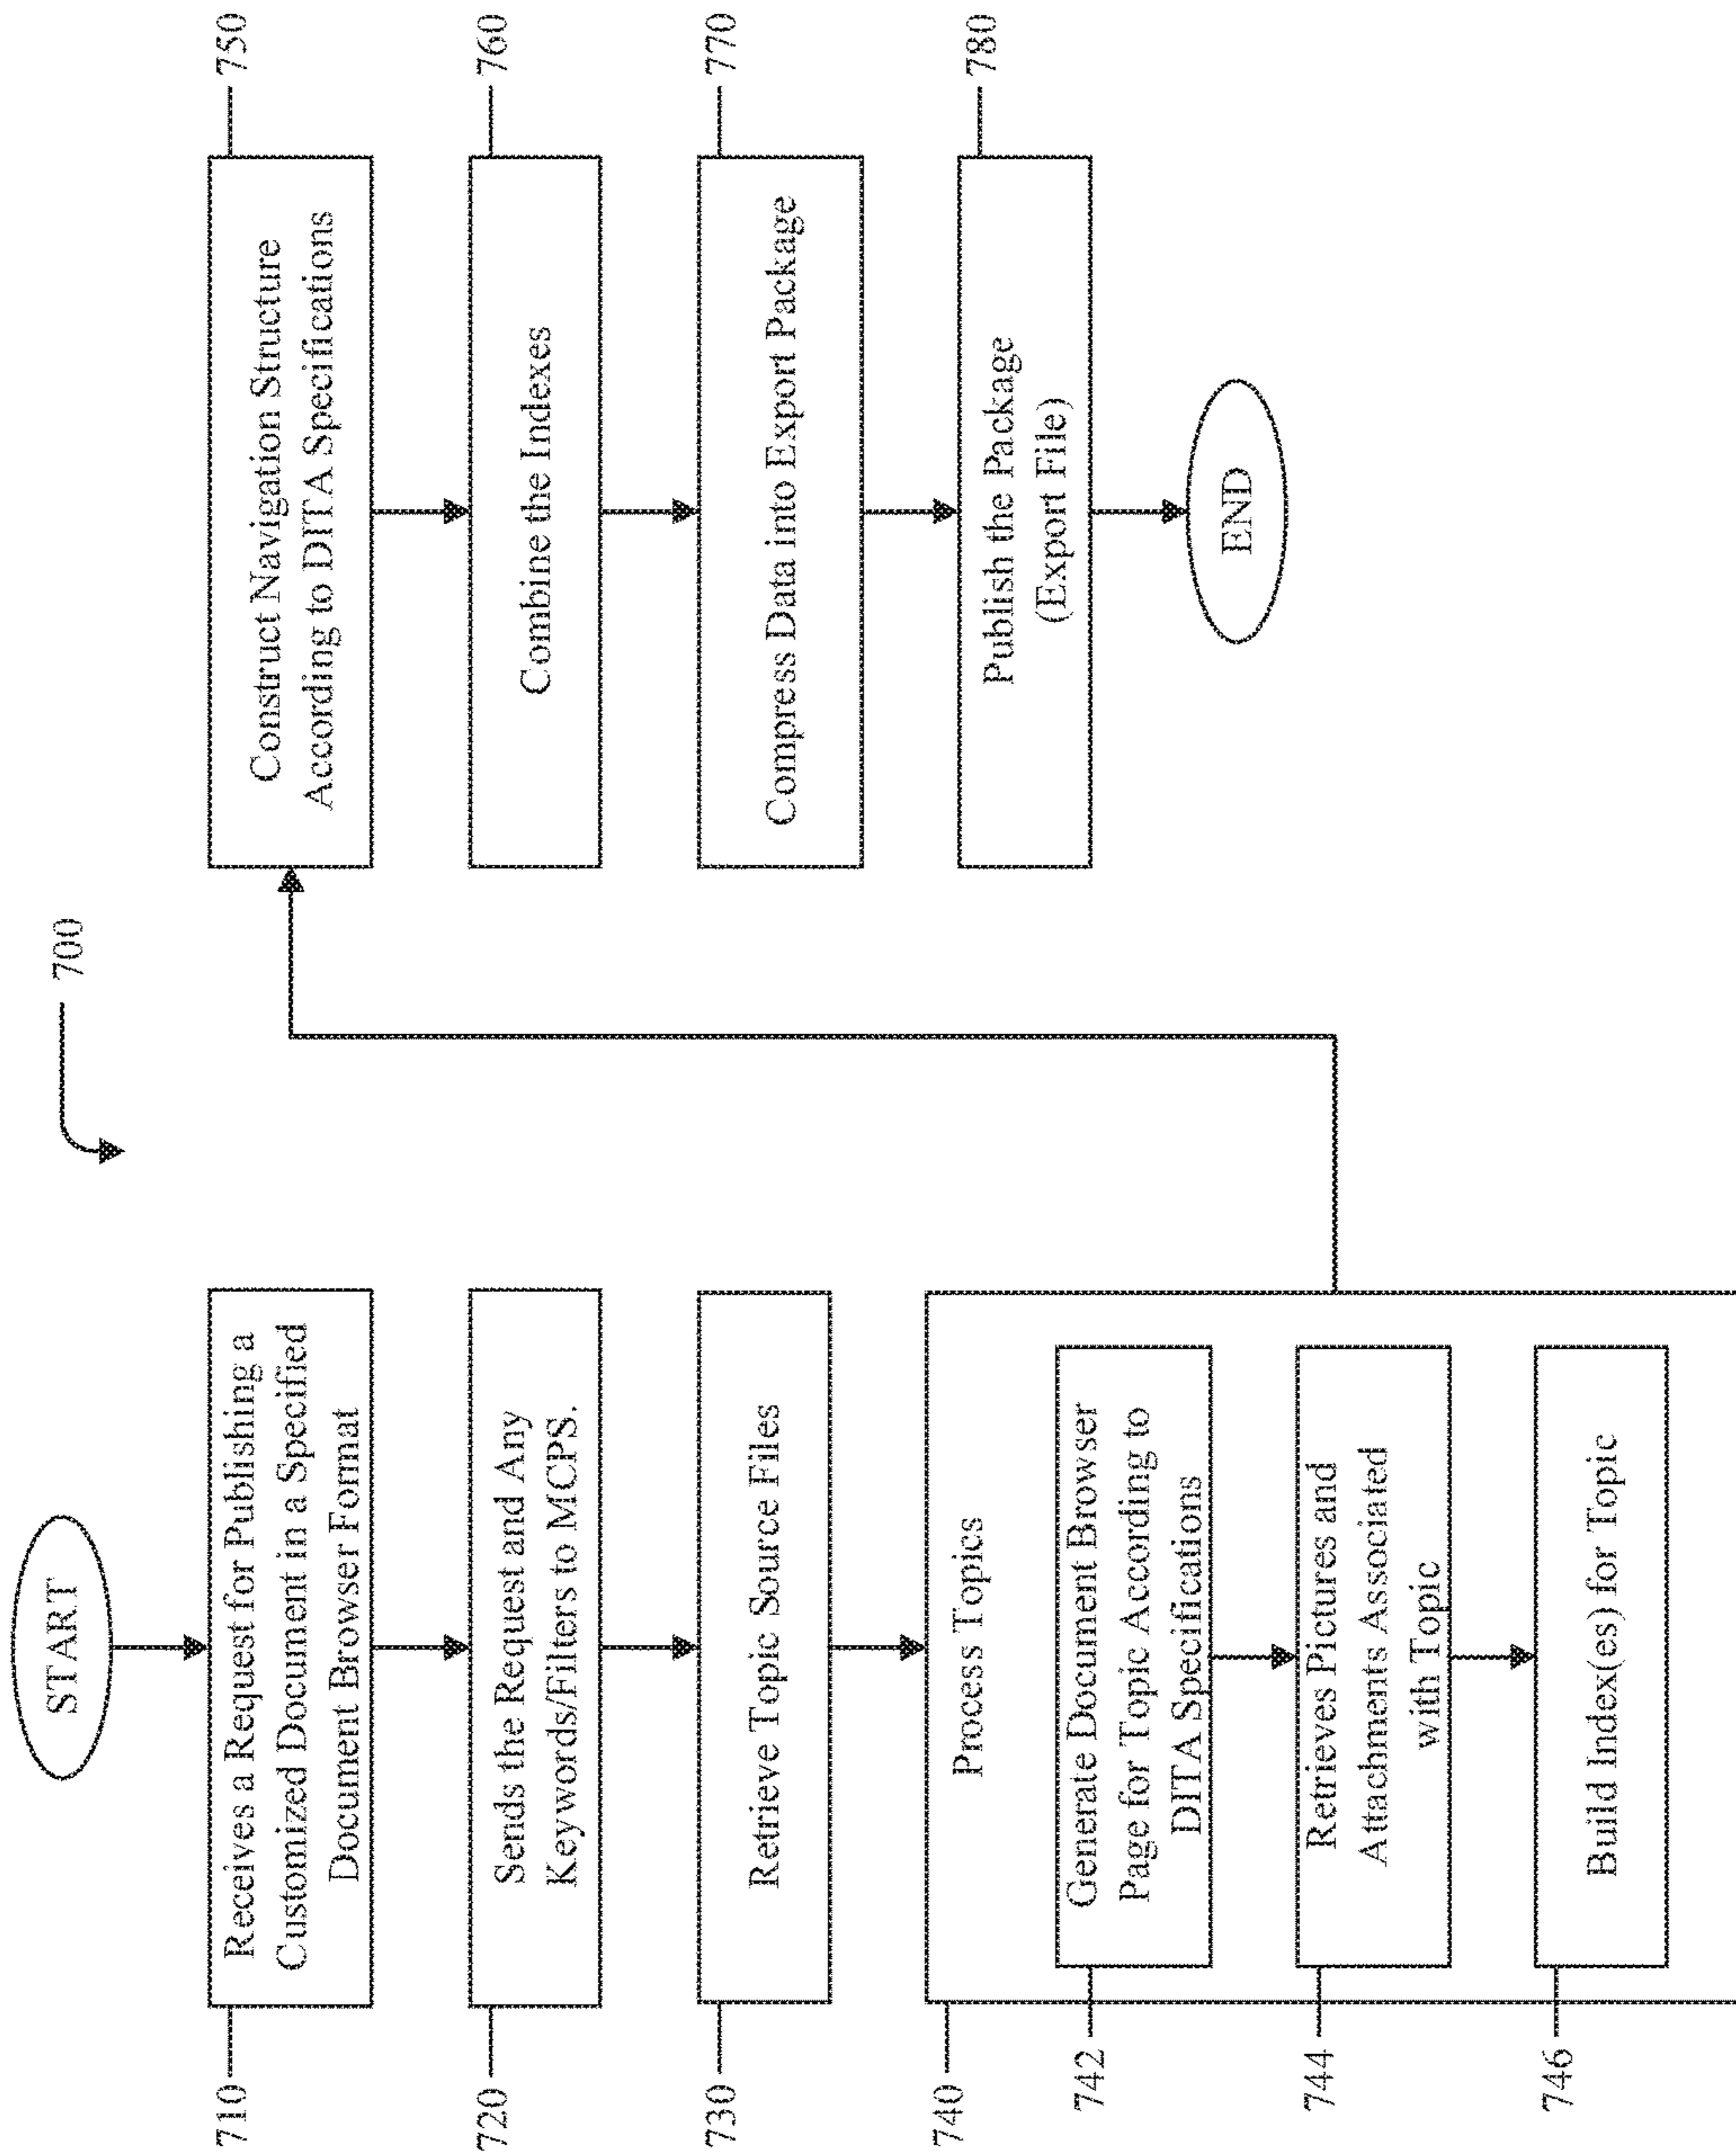 700
START
710
Receives a Request for Publishing a
Customized Document in a Specified
Document Browser Format
720
Sends the Request and Any
Keywords/Filters to MCPS.
730
Retrieve Topic Source Files
740
Process Topics
742
Generate Document Browser
Page for Topic According to
DITA Specifications
744
Retrieves Pictures and
Attachments Associated
with Topic
746
Build Index(es) for Topic
750
Construct Navigation Structure
According to DITA Specifications
760
Combine the Indexes
770
Compress Data into Export Package
780
Publish the Package
(Export File)
END